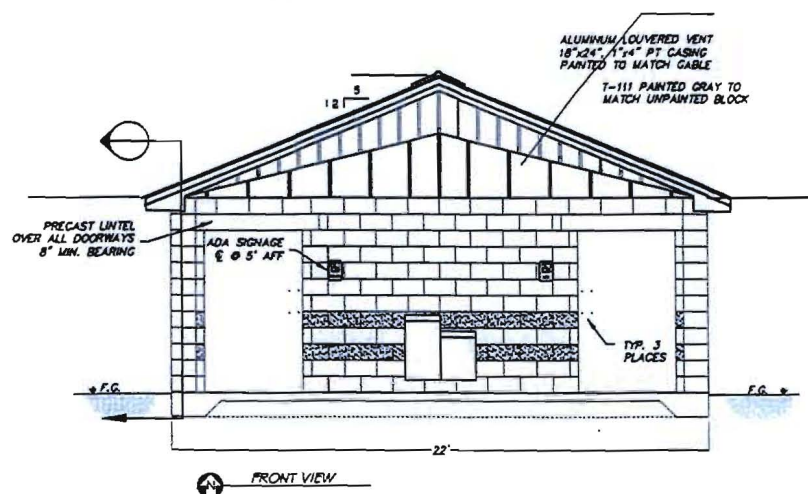 ALUMINUM LOUVERED VENT
18"x24", 1"x4" PT CASING
PAINTED TO MATCH GABLE
T-111 PAINTED GRAY TO
MATCH UNPAINTED BLOCK
5
12
PRECAST LINTEL
OVER ALL DOORWAYS
8" MIN. BEARING
ADA SIGNAGE
℄ @ 5' AFF
TYP. 3
PLACES
F.G.
F.G.
22'
N
FRONT VIEW